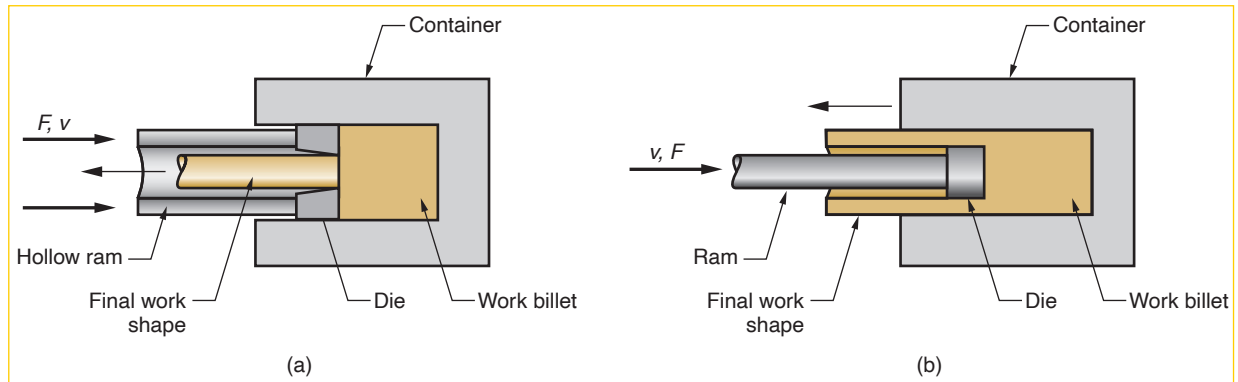 Container
F, v
Hollow ram
Final work
shape
Die
Work billet
(a)
Container
v, F
Ram
Final work
shape
Die
Work billet
(b)